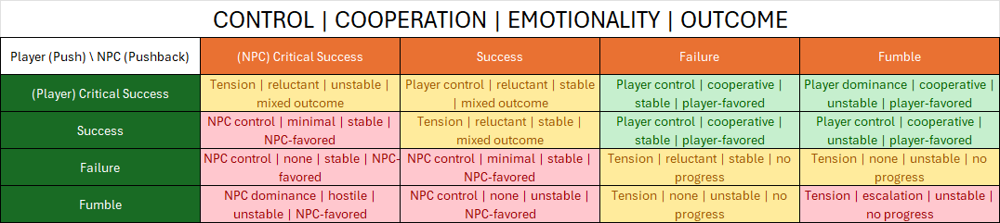 CONTROL | COOPERATION | EMOTIONALITY | OUTCOME
Player (Push) \ NPC (Pushback)
(NPC) Critical Success
Success
Failure
Fumble
(Player) Critical Success
Tension | reluctant | unstable |
mixed outcome
Player control | reluctant | stable
| mixed outcome
Player control | cooperative |
stable | player-favored
Player dominance | cooperative |
unstable | player-favored
Success
NPC control | minimal | stable |
NPC-favored
Tension | reluctant | stable |
mixed outcome
Player control | cooperative |
stable | player-favored
Player control | cooperative |
unstable | player-favored
Failure
NPC control | none | stable | NPC-
favored
NPC control | minimal | stable |
NPC-favored
Tension | reluctant | stable | no
progress
Tension | none | unstable | no
progress
Fumble
NPC dominance | hostile |
unstable | NPC-favored
NPC control | none | unstable |
NPC-favored
Tension | none | unstable | no
progress
Tension | escalation | unstable |
no progress